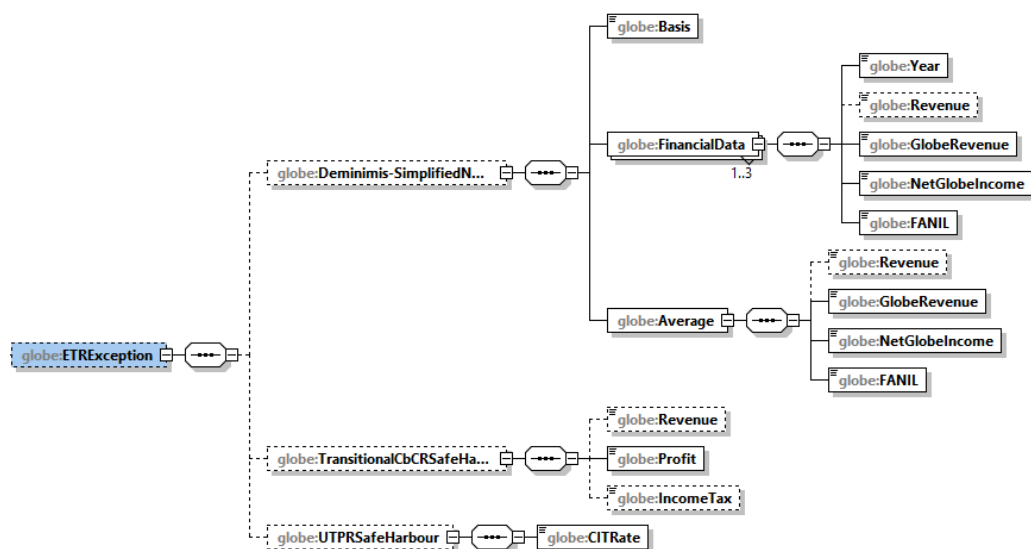 globe:ETRException
globe:Deminimis-SimplifiedN...
globe:Basis
globe:FinancialData
1..3
globe:Year
globe:Revenue
globe:GlobeRevenue
globe:NetGlobeIncome
globe:FANIL
globe:Average
globe:Revenue
globe:GlobeRevenue
globe:NetGlobeIncome
globe:FANIL
globe:TransitionalCbCRSafeHa...
globe:Revenue
globe:Profit
globe:IncomeTax
globe:UTPRSafeHarbour
globe:CITRate